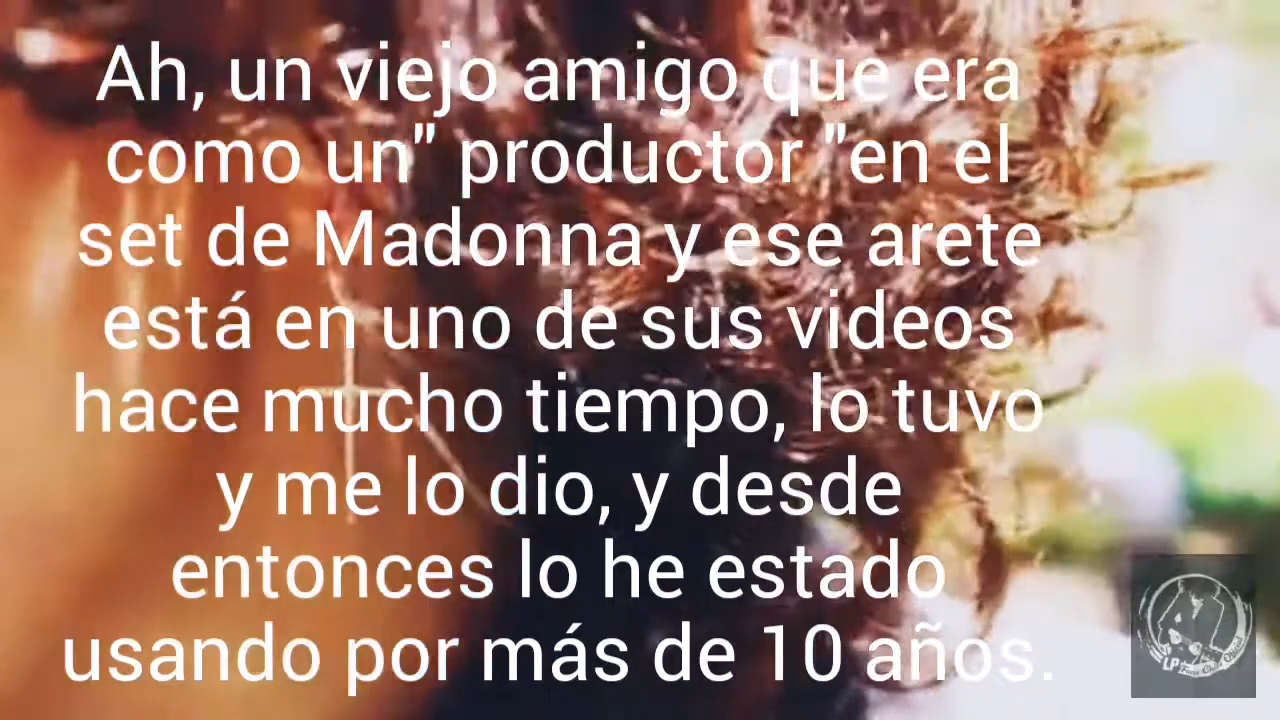 Ah, un viejo amigo que era
como un" productor "en el
set de Madonna y ese arete
está en uno de sus videos
hace mucho tiempo, lo tuvo
y me lo dio, y desde
entonces lo he estado
usando por más de 10 años.
LP